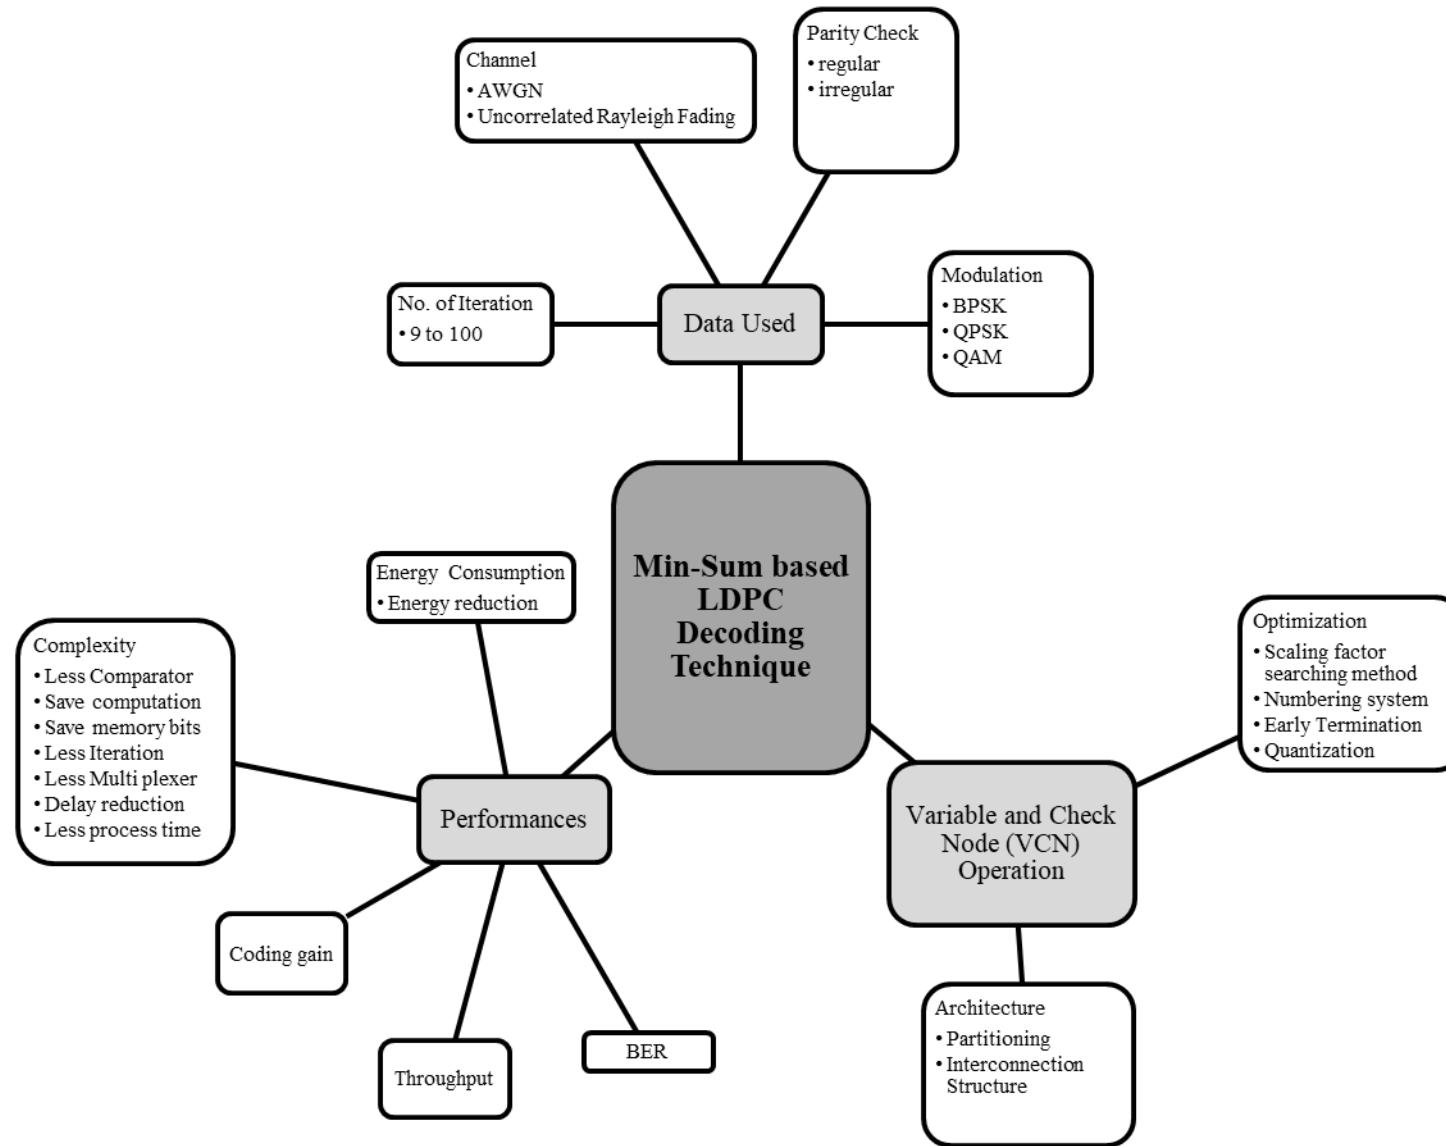 Channel
• AWGN
• Uncorrelated Rayleigh Fading
Parity Check
• regular
• irregular
No. of Iteration
• 9 to 100
Data Used
Modulation
• BPSK
• QPSK
• QAM
Min-Sum based
LDPC
Decoding
Technique
Energy Consumption
• Energy reduction
Complexity
• Less Comparator
• Save computation
• Save memory bits
• Less Iteration
• Less Multi plexer
• Delay reduction
• Less process time
Performances
Coding gain
Throughput
BER
Optimization
• Scaling factor
searching method
• Numbering system
• Early Termination
• Quantization
Variable and Check
Node (VCN)
Operation
Architecture
• Partitioning
• Interconnection
Structure